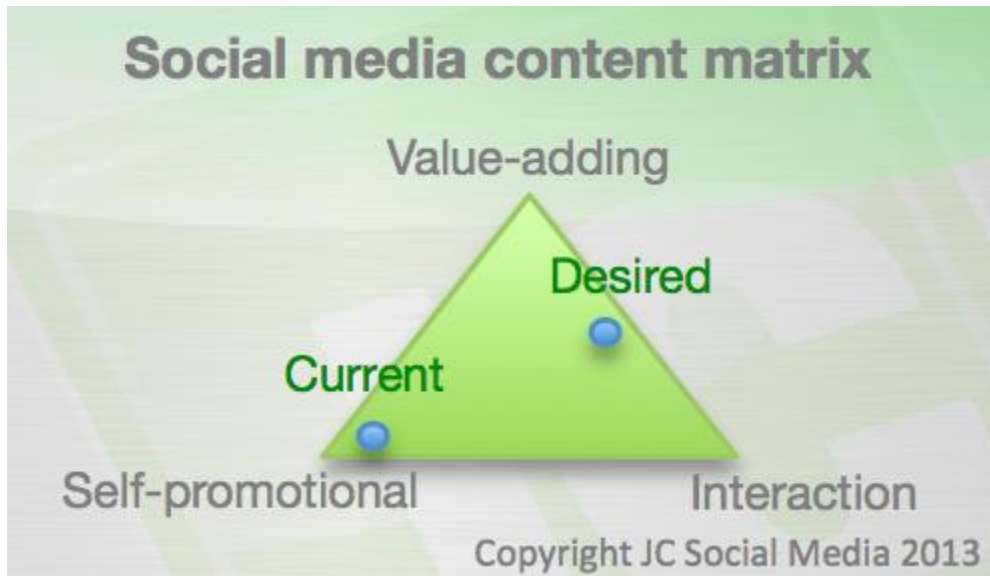 Social media content matrix
Value-adding
Desired
Current
Self-promotional
Interaction
Copyright JC Social Media 2013